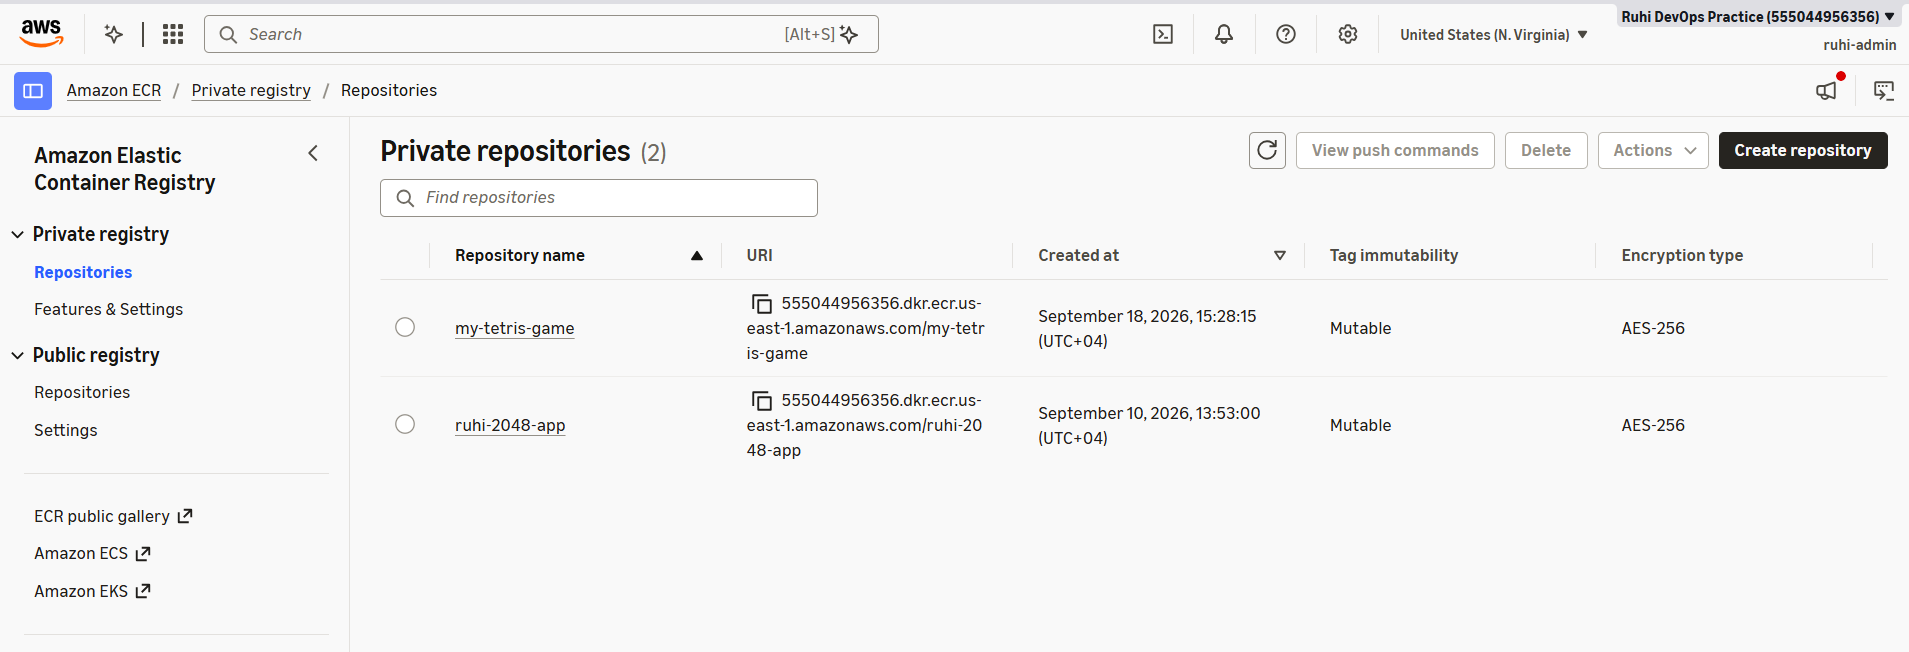 aws
Search [Alt+S]
United States (N. Virginia)
Ruhi DevOps Practice (555044956356)
ruhi-admin
Amazon ECR / Private registry / Repositories
Amazon Elastic
Container Registry
Private registry
Repositories
Features & Settings
Public registry
Repositories
Settings
ECR public gallery
Amazon ECS
Amazon EKS
Private repositories (2)
View push commands
Delete
Actions
Create repository
Find repositories
Repository name URI Created at Tag immutability Encryption type
my-tetris-game
555044956356.dkr.ecr.us-
east-1.amazonaws.com/my-tetr
is-game
September 18, 2026, 15:28:15
(UTC+04)
Mutable
AES-256
ruhi-2048-app
555044956356.dkr.ecr.us-
east-1.amazonaws.com/ruhi-20
48-app
September 10, 2026, 13:53:00
(UTC+04)
Mutable
AES-256